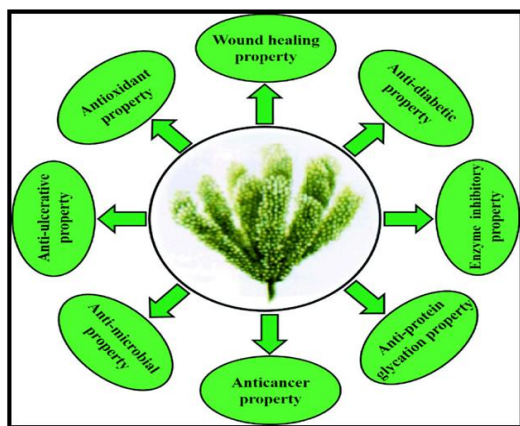 Wound healing
property
Anti-diabetic
property
Enzyme inhibitory
property
Anti-protein
glycation property
Anticancer
property
Anti-microbial
property
Anti-ulcerative
property
Antioxidant
property